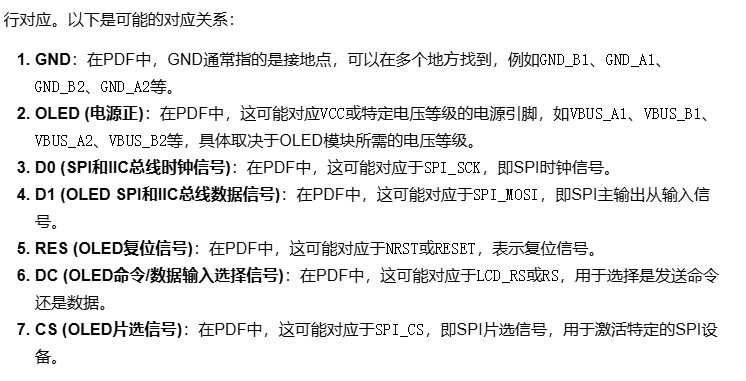 行对应。以下是可能的对应关系：
1. GND：在PDF中，GND通常指的是接地点，可以在多个地方找到，例如GND_B1、GND_A1、
GND_B2、GND_A2等。
2. OLED (电源正)：在PDF中，这可能对应VCC或特定电压等级的电源引脚，如VBUS_A1、VBUS_B1、
VBUS_A2、VBUS_B2等，具体取决于OLED模块所需的电压等级。
3. D0 (SPI和IIC总线时钟信号)：在PDF中，这可能对应于SPI_SCK，即SPI时钟信号。
4. D1 (OLED SPI和IIC总线数据信号)：在PDF中，这可能对应于SPI_MOSI，即SPI主输出从输入信
号。
5. RES (OLED复位信号)：在PDF中，这可能对应于NRST或RESET，表示复位信号。
6. DC (OLED命令/数据输入选择信号)：在PDF中，这可能对应于LCD_RS或RS，用于选择是发送命令
还是数据。
7. CS (OLED片选信号)：在PDF中，这可能对应于SPI_CS，即SPI片选信号，用于激活特定的SPI设
备。